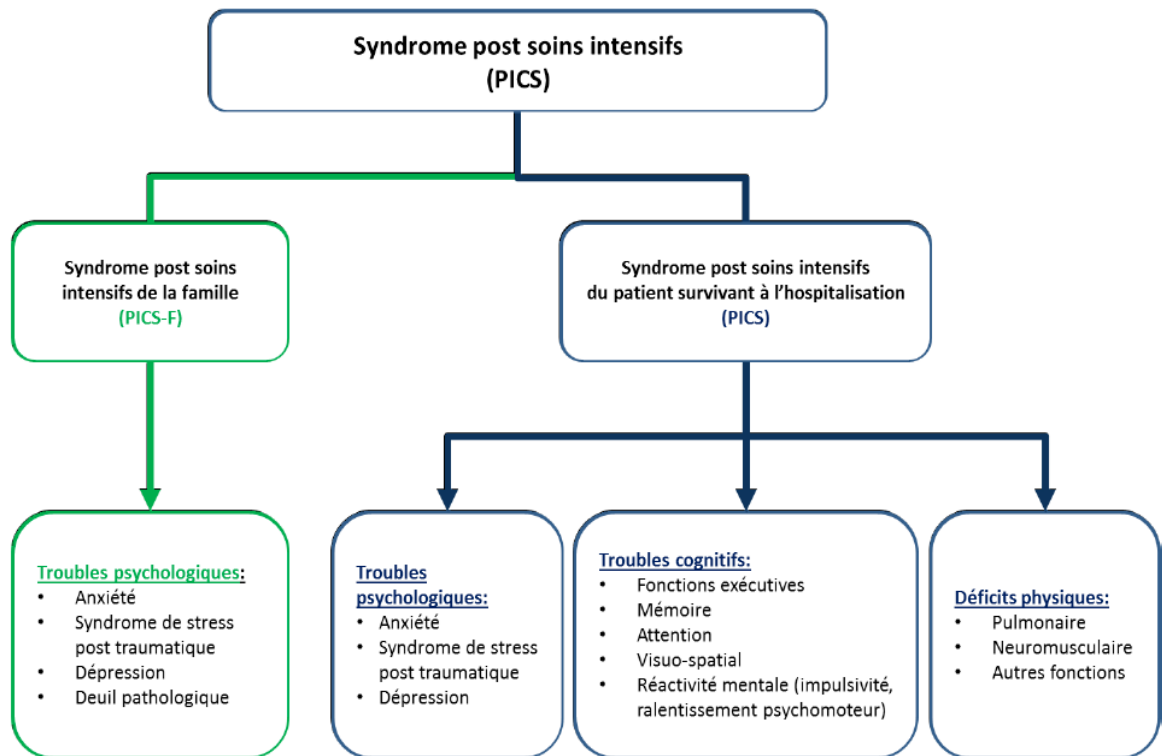 Syndrome post soins intensifs
(PICS)
Syndrome post soins
intensifs de la famille
(PICS-F)
Syndrome post soins intensifs
du patient survivant à l'hospitalisation
(PICS)
Troubles psychologiques:
• Anxiété
• Syndrome de stress
post traumatique
• Dépression
• Deuil pathologique
Troubles
psychologiques:
• Anxiété
• Syndrome de stress
post traumatique
• Dépression
Troubles cognitifs:
• Fonctions exécutives
• Mémoire
• Attention
• Visuo-spatial
• Réactivité mentale (impulsivité,
ralentissement psychomoteur)
Déficits physiques:
• Pulmonaire
• Neuromusculaire
• Autres fonctions